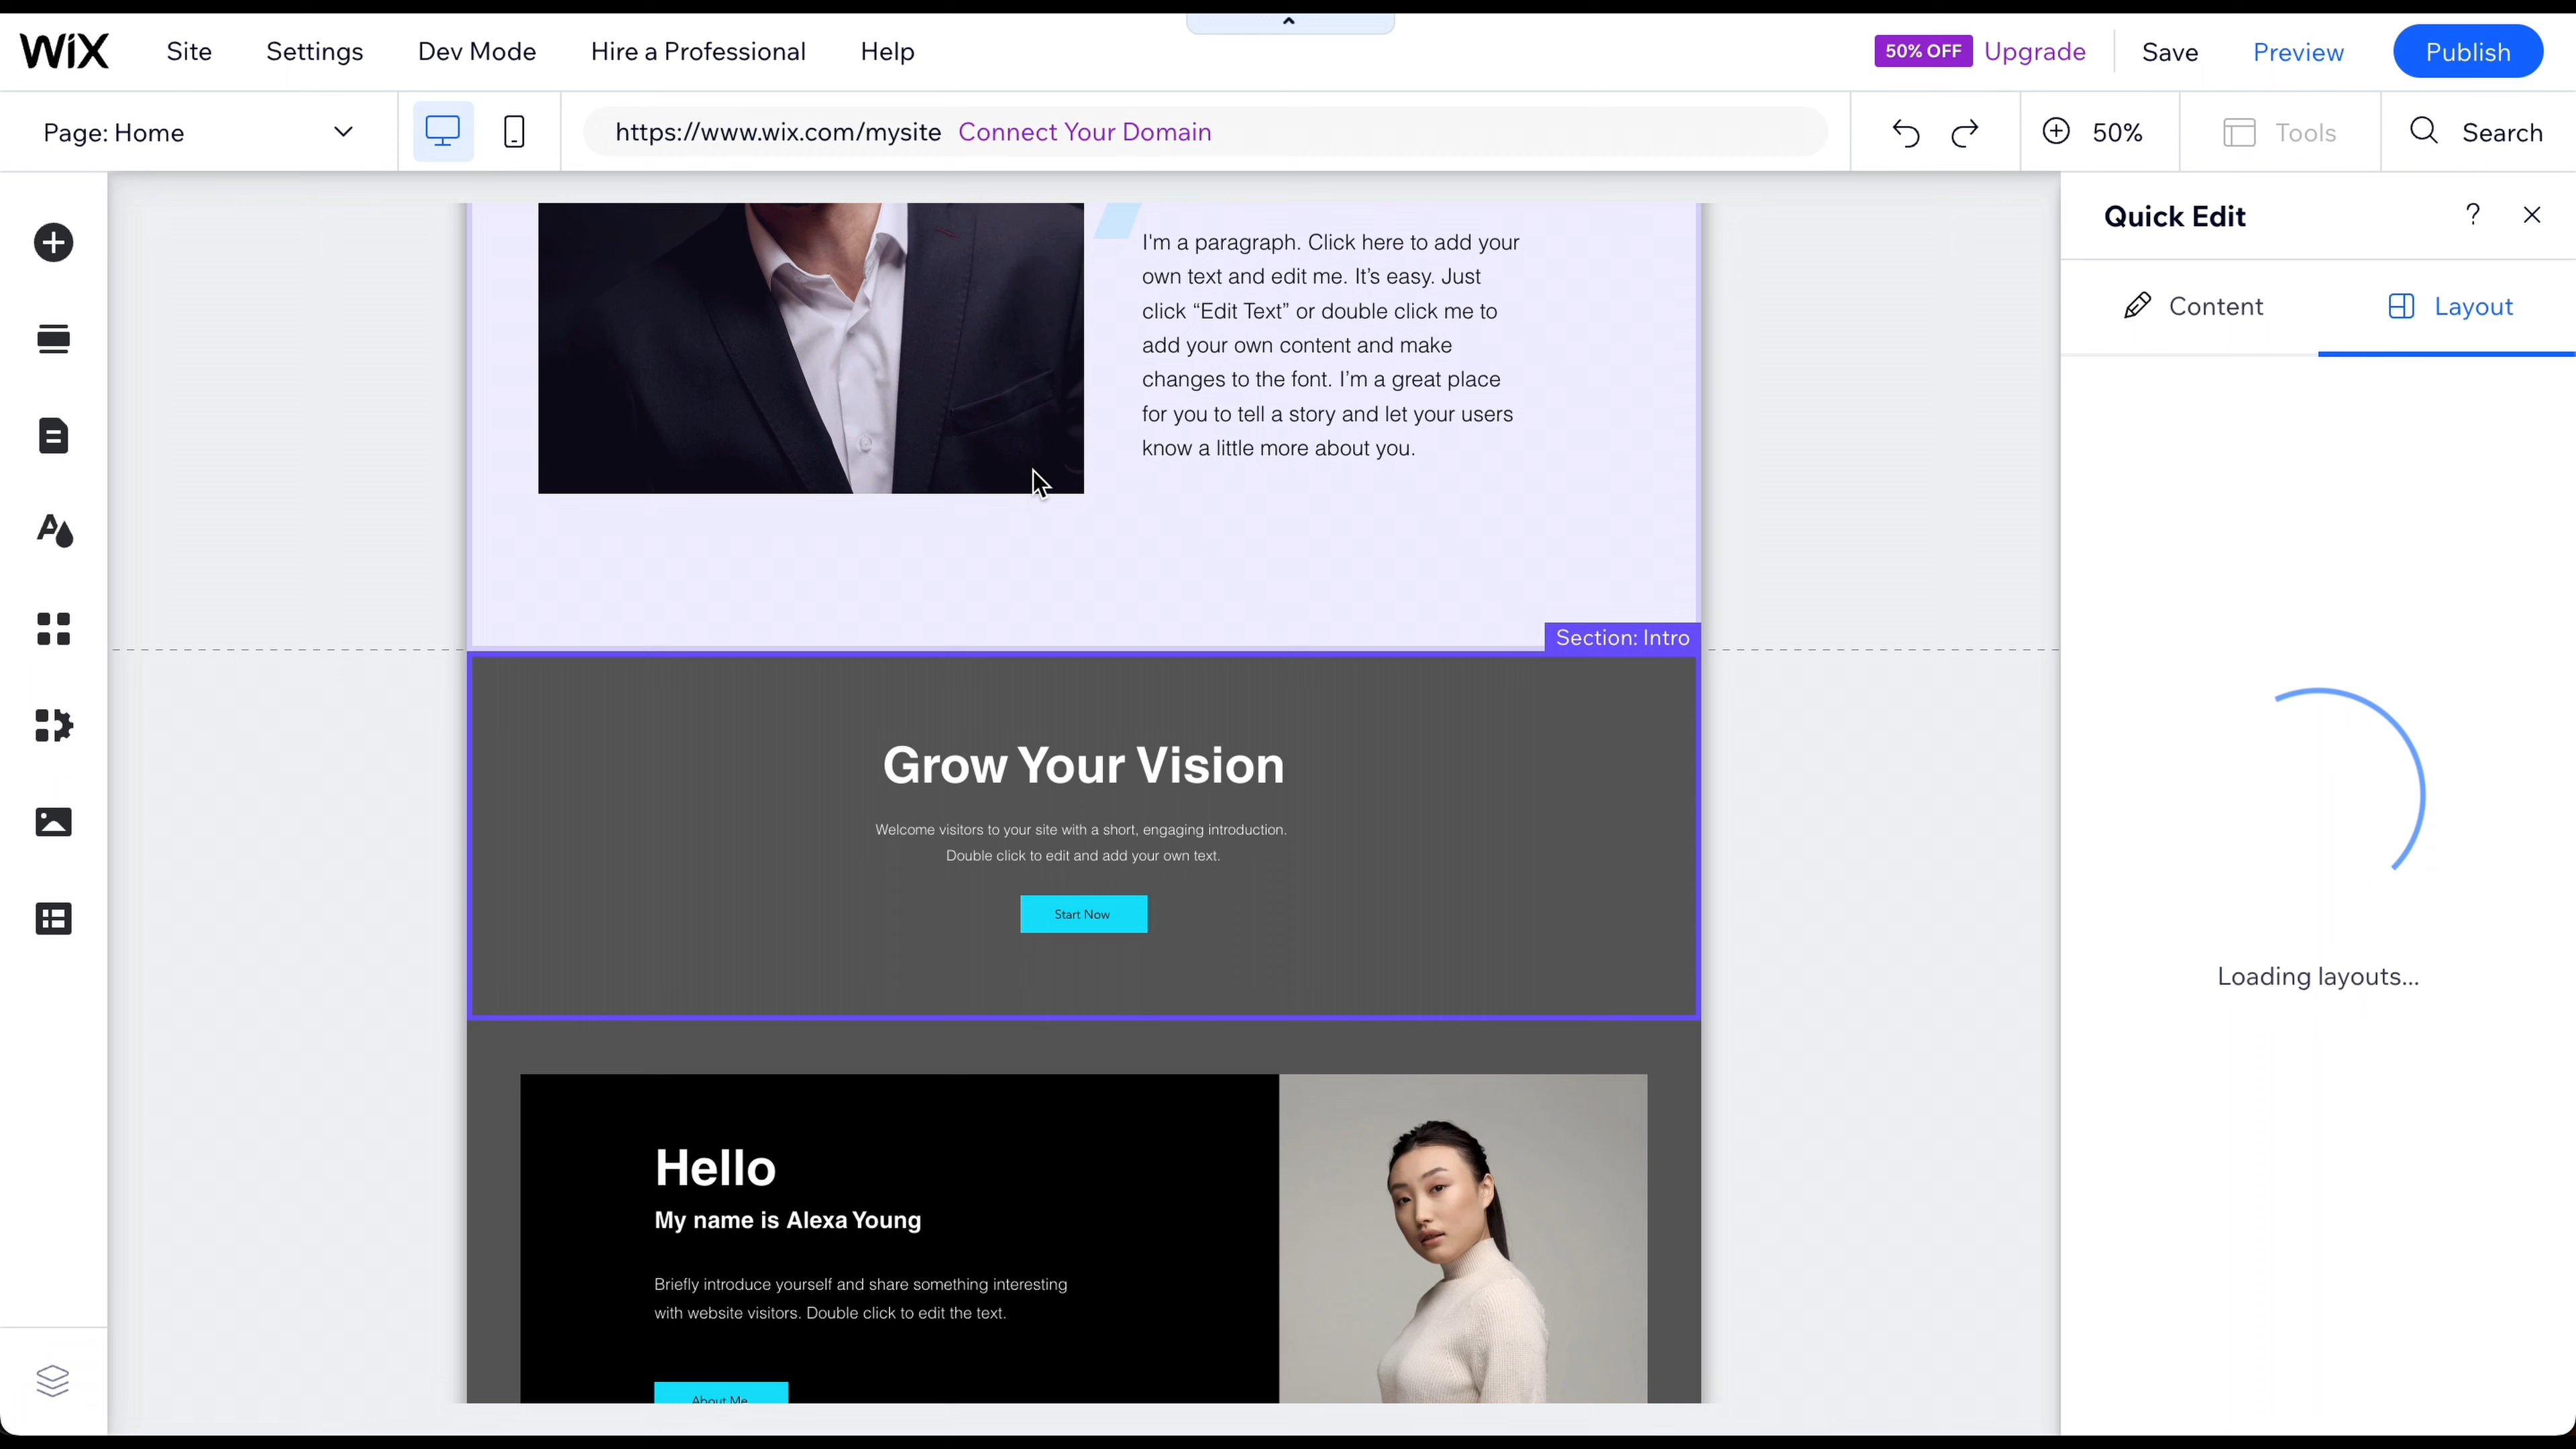 WiX
Site
Settings
Dev Mode
Hire a Professional
Help
50% OFF
Upgrade
Save
Preview
Publish
Page: Home
https://www.wix.com/mysite
Connect Your Domain
50%
Tools
Search
Quick Edit
?
Content
Layout
I'm a paragraph. Click here to add your
own text and edit me. It’s easy. Just
click “Edit Text” or double click me to
add your own content and make
changes to the font. I’m a great place
for you to tell a story and let your users
know a little more about you.
Section: Intro
Grow Your Vision
Welcome visitors to your site with a short, engaging introduction.
Double click to edit and add your own text.
Start Now
Loading layouts...
Hello
My name is Alexa Young
Briefly introduce yourself and share something interesting
with website visitors. Double click to edit the text.
About Me